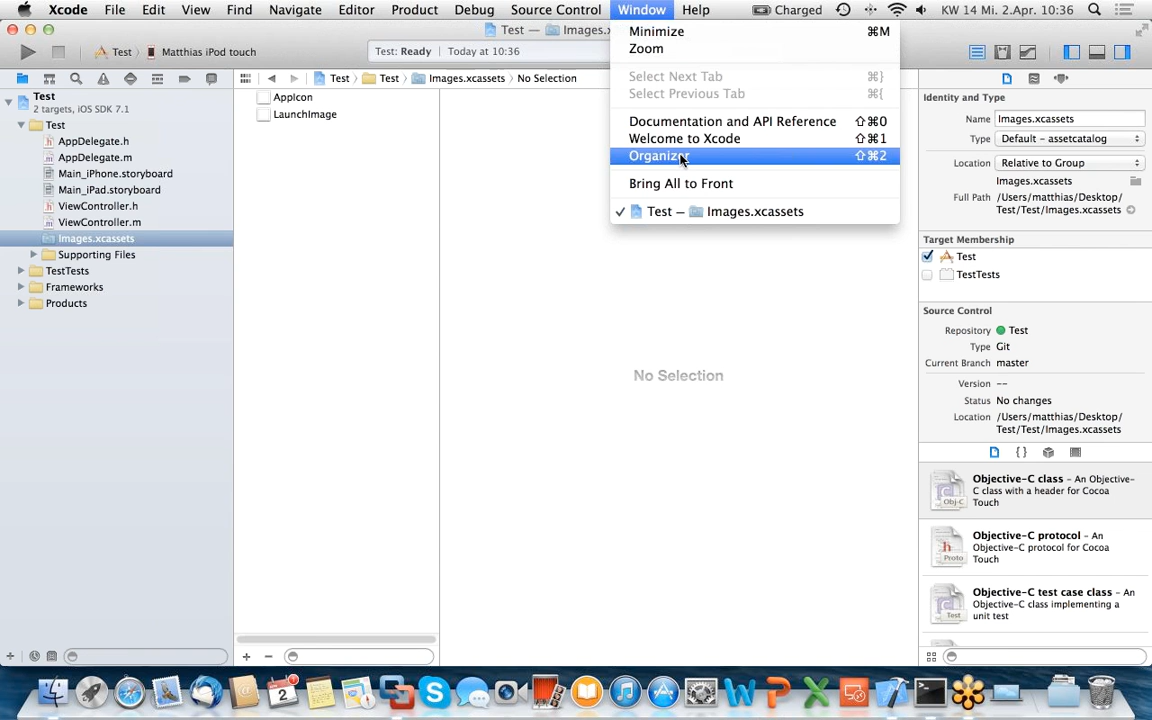 Xcode File Edit View Find Navigate Editor Product Debug Source Control Window Help Charged KW 14 Mi. 2.Apr. 10:36
Test — Images.
Test Matthias iPod touch
Test: Ready Today at 10:36
Test Test Images.xcassets No Selection
Test
2 targets, iOS SDK 7.1
Test
AppDelegate.h
AppDelegate.m
Main_iPhone.storyboard
Main_iPad.storyboard
ViewController.h
ViewController.m
Images.xcassets
Supporting Files
TestTests
Frameworks
Products
AppIcon
LaunchImage
No Selection
Minimize ⌘M
Zoom
Select Next Tab ⌘}
Select Previous Tab ⌘{
Documentation and API Reference ⇧⌘0
Welcome to Xcode ⇧⌘1
Organizer ⇧⌘2
Bring All to Front
✓ Test — Images.xcassets
Identity and Type
Name Images.xcassets
Type Default - assetcatalog
Location Relative to Group
Images.xcassets
Full Path /Users/matthias/Desktop/
Test/Test/Images.xcassets
Target Membership
Test
TestTests
Source Control
Repository Test
Type Git
Current Branch master
Version --
Status No changes
Location /Users/matthias/Desktop/
Test/Test/Images.xcassets
{ }
Obj-C
Objective-C class - An Objective-
C class with a header for Cocoa
Touch
Proto
Objective-C protocol - An
Objective-C protocol for Cocoa
Touch
Test
Objective-C test case class - An
Objective-C class implementing a
unit test
2